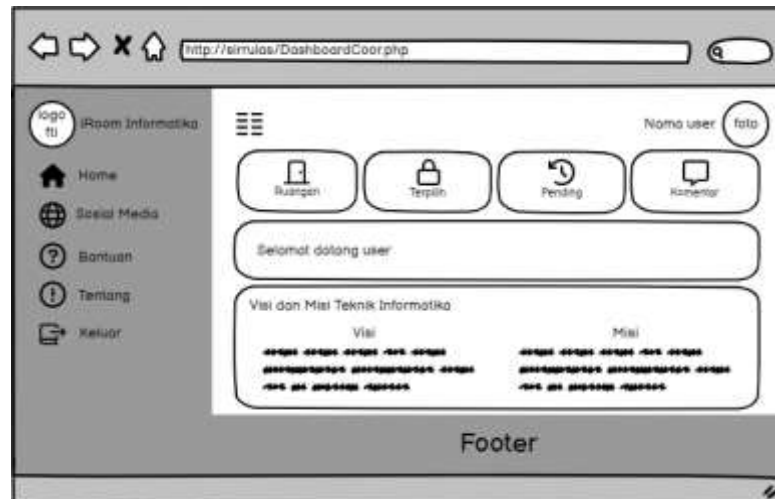 http://sirrulas/DashboardCoor.php
logo
fti
iRoom Informatika
Home
Sosial Media
Bantuan
Tentang
Keluar
Nama user
foto
Ruangan
Terpilih
Pending
Komentar
Selamat datang user
Visi dan Misi Teknik Informatika
Visi
Misi
Footer